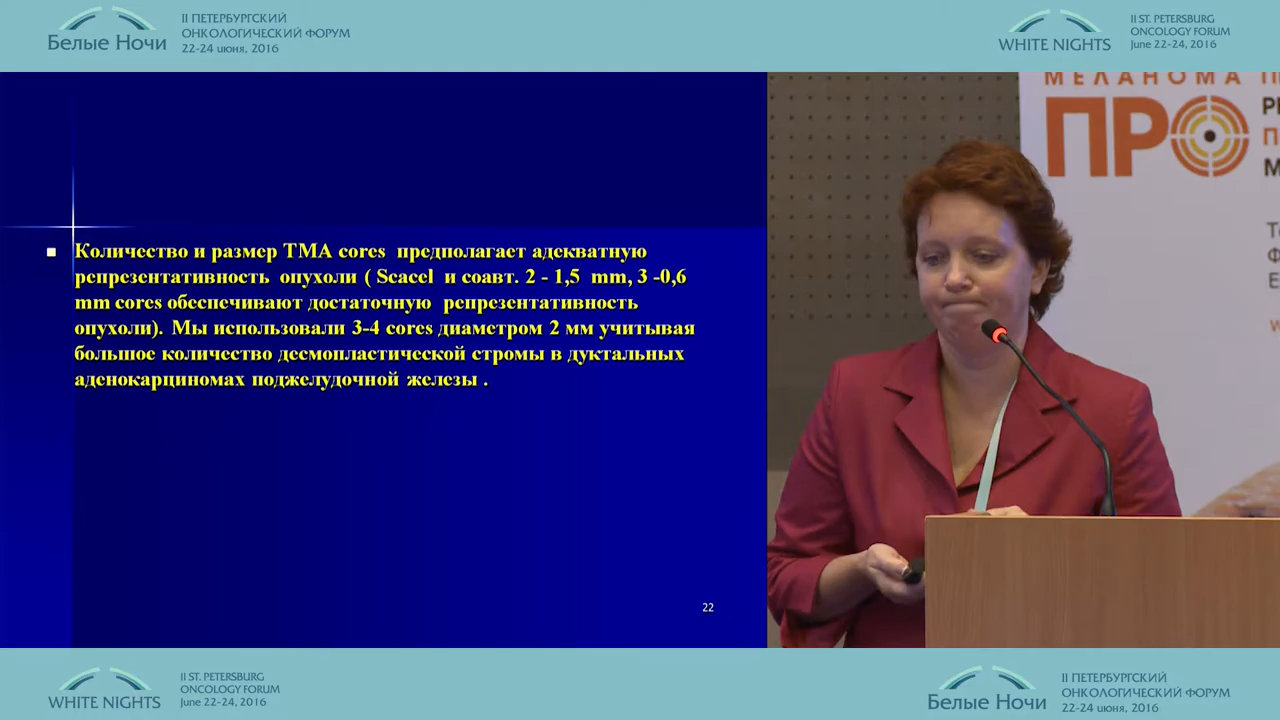 Белые Ночи
II ПЕТЕРБУРГСКИЙ
ОНКОЛОГИЧЕСКИЙ ФОРУМ
22-24 июня, 2016
WHITE NIGHTS
II ST. PETERSBURG
ONCOLOGY FORUM
June 22-24, 2016
Количество и размер TMA cores предполагает адекватную
репрезентативность опухоли ( Scacel и соавт. 2 - 1,5 mm, 3 -0,6
mm cores обеспечивают достаточную репрезентативность
опухоли). Мы использовали 3-4 cores диаметром 2 мм учитывая
большое количество десмопластической стромы в дуктальных
аденокарциномах поджелудочной железы .
22
МЕЛАНОМА
ПРО
WHITE NIGHTS
II ST. PETERSBURG
ONCOLOGY FORUM
June 22-24, 2016
Белые Ночи
II ПЕТЕРБУРГСКИЙ
ОНКОЛОГИЧЕСКИЙ ФОРУМ
22-24 июня, 2016